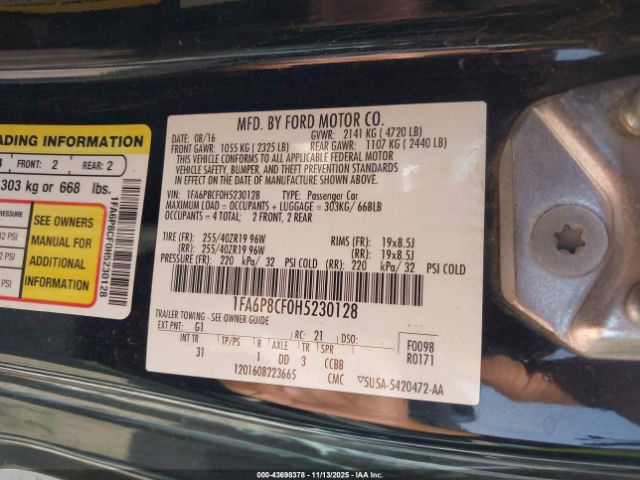 MFD. BY FORD MOTOR CO.
DATE: 08/16 GVWR: 2141 KG ( 4720 LB)
FRONT GAWR: 1055 KG ( 2325 LB) REAR GAWR: 1107 KG ( 2440 LB)
THIS VEHICLE CONFORMS TO ALL APPLICABLE FEDERAL MOTOR
VEHICLE SAFETY, BUMPER, AND THEFT PREVENTION STANDARDS
IN EFFECT ON THE DATE OF MANUFACTURE SHOWN ABOVE.
VIN: 1FA6P8CF0H5230128 TYPE: Passenger Car
MAXIMUM LOAD = OCCUPANTS + LUGGAGE = 303KG/ 668LB
OCCUPANTS = 4 TOTAL: 2 FRONT, 2 REAR
TIRE (FR): 255/40ZR19 96W RIMS (FR): 19x8.5J
(RR): 255/40ZR19 96W (RR): 19x8.5J
PRESSURE (FR): 220 kPa/ 32 PSI COLD (RR): 220 kPa/ 32 PSI COLD
1FA6P8CF0H5230128
TRAILER TOWING - SEE OWNER GUIDE
EXT PNT: G1 RC: 21 DSO: F0098
INT TR TP/PS R AXLE TR SPR R0171
31 1 DD 3 CCBB
1201608223665 CMC 5U5A-5420472-AA
ADING INFORMATION
4 FRONT: 2 REAR: 2
303 kg or 668 lbs.
PRESSURE
32 PSI
32 PSI
SEE OWNERS
MANUAL FOR
ADDITIONAL
INFORMATION
1FA6P8CF0H5230128
000-43698378 - 11/13/2025 - IAA Inc. (copyright)